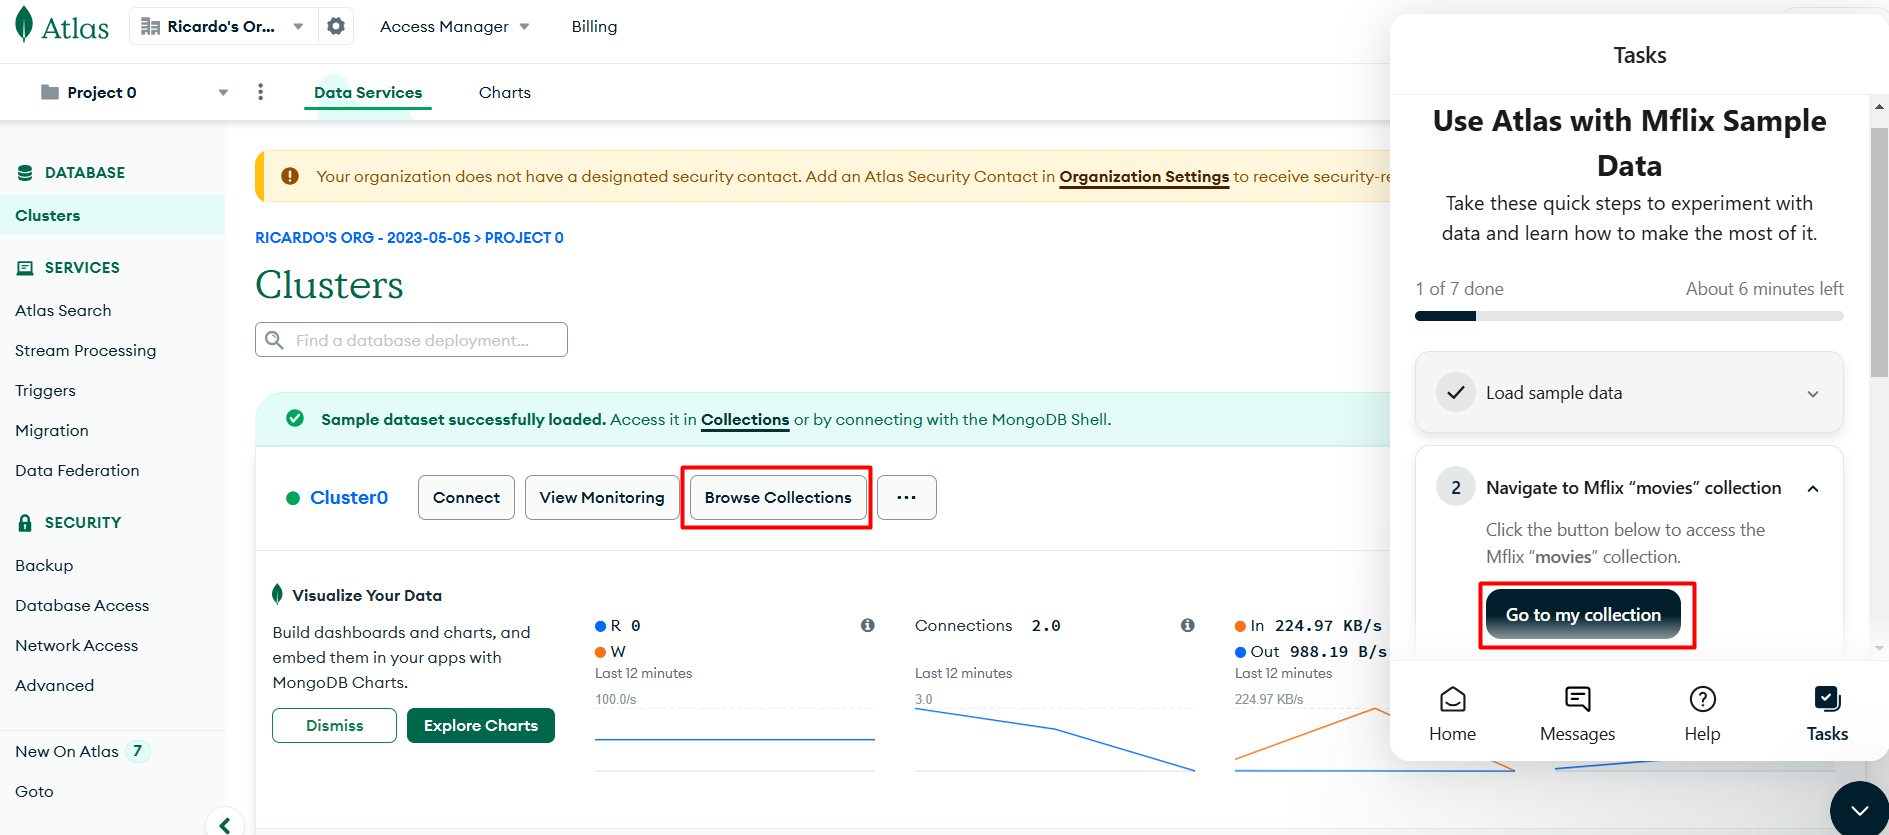 Atlas
Ricardo's Or...
Access Manager
Billing
Project 0
Data Services
Charts
DATABASE
Clusters
SERVICES
Atlas Search
Stream Processing
Triggers
Migration
Data Federation
SECURITY
Backup
Database Access
Network Access
Advanced
New On Atlas 7
Goto
Your organization does not have a designated security contact. Add an Atlas Security Contact in Organization Settings to receive security-re
RICARDO'S ORG - 2023-05-05 > PROJECT 0
Clusters
Find a database deployment...
Sample dataset successfully loaded. Access it in Collections or by connecting with the MongoDB Shell.
Cluster0
Connect
View Monitoring
Browse Collections
...
Visualize Your Data
Build dashboards and charts, and
embed them in your apps with
MongoDB Charts.
Dismiss
Explore Charts
R 0
W
Last 12 minutes
100.0/s
Connections 2.0
Last 12 minutes
3.0
In 224.97 KB/s
Out 988.19 B/s
Last 12 minutes
224.97 KB/s
Tasks
Use Atlas with Mflix Sample
Data
Take these quick steps to experiment with
data and learn how to make the most of it.
1 of 7 done
About 6 minutes left
Load sample data
2
Navigate to Mflix “movies” collection
Click the button below to access the
Mflix “movies” collection.
Go to my collection
Home
Messages
Help
Tasks